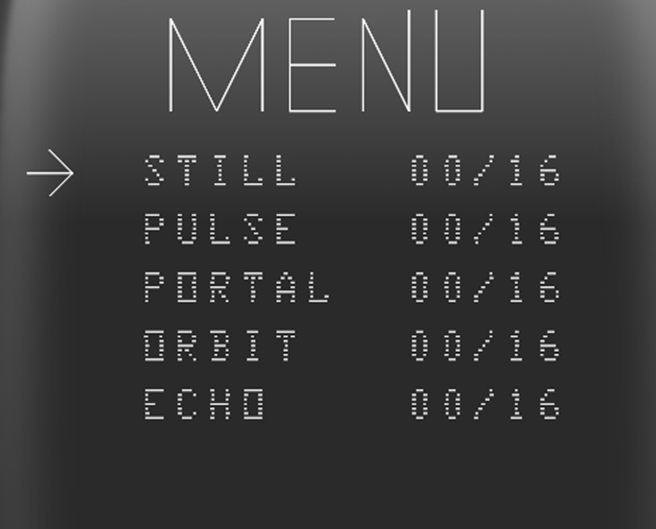 MENU
STILL 00/16
PULSE 00/16
PORTAL 00/16
ORBIT 00/16
ECHO 00/16